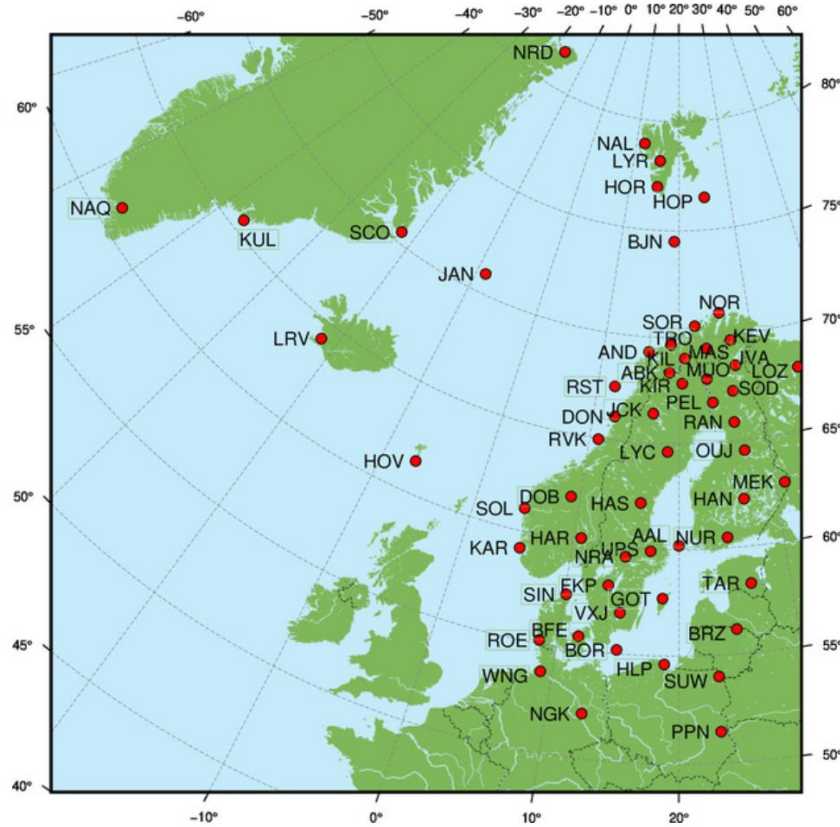 −60°
−50°
−40°
−30°
−20°
−10°
0°
10°
20°
30°
40°
50°
60°
NRD
80°
60°
NAL
LYR
HOR
HOP
75°
NAQ
KUL
SCO
BJN
JAN
NOR
70°
SOR
55°
LRV
TRO
KEV
AND
KIL
MAS
IVA
ABK
MUO
LOZ
RST
KIR
SOD
DON
JCK
PEL
RAN
65°
RVK
LYC
OUJ
HOV
MEK
50°
DOB
HAS
HAN
SOL
KAR
HAR
AAL
NUR
60°
UPS
NRA
FKP
TAR
SIN
GOT
VXJ
BFE
BRZ
ROE
BOR
55°
45°
HLP
WNG
SUW
NGK
PPN
50°
40°
−10°
0°
10°
20°